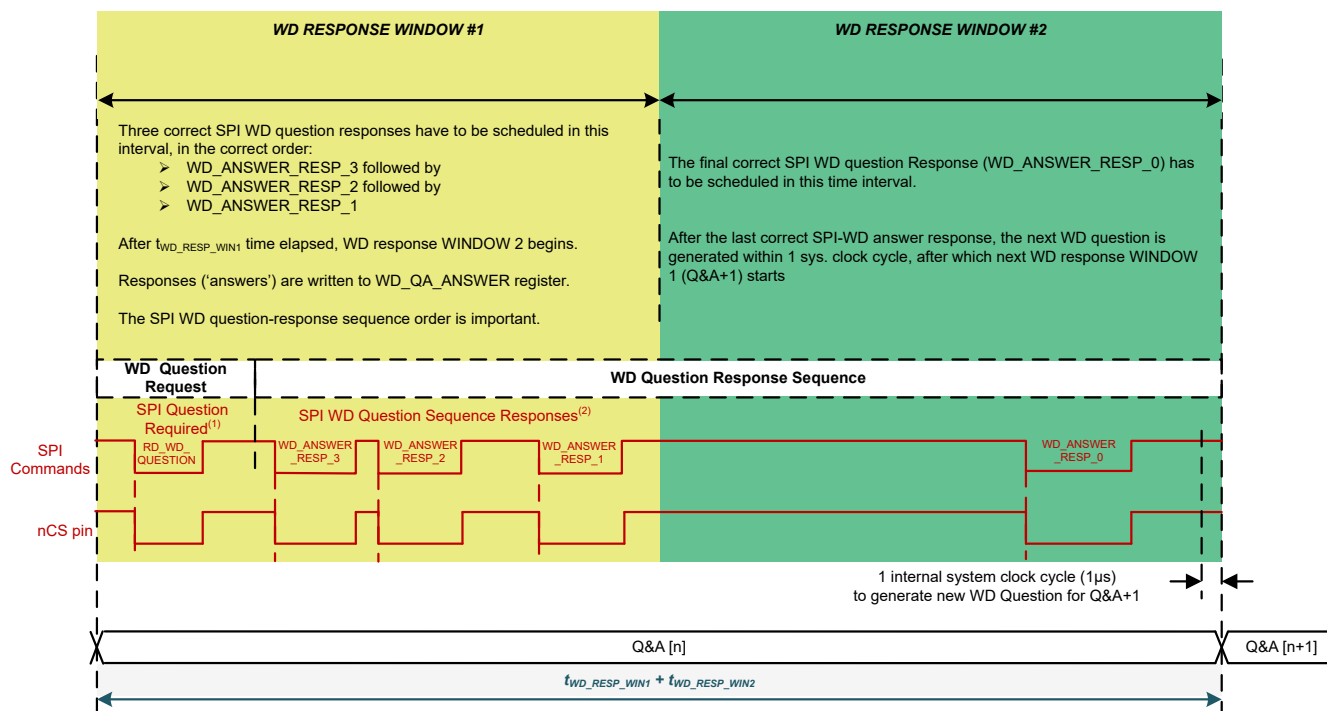 WD RESPONSE WINDOW #1
WD RESPONSE WINDOW #2
Three correct SPI WD question responses have to be scheduled in this
interval, in the correct order:
➢ WD_ANSWER_RESP_3 followed by
➢ WD_ANSWER_RESP_2 followed by
➢ WD_ANSWER_RESP_1
After tWD_RESP_WIN1 time elapsed, WD response WINDOW 2 begins.
Responses (‘answers’) are written to WD_QA_ANSWER register.
The SPI WD question-response sequence order is important.
The final correct SPI WD question Response (WD_ANSWER_RESP_0) has
to be scheduled in this time interval.
After the last correct SPI-WD answer response, the next WD question is
generated within 1 sys. clock cycle, after which next WD response WINDOW
1 (Q&A+1) starts
WD Question
Request
WD Question Response Sequence
SPI Question
Required(1)
SPI WD Question Sequence Responses(2)
SPI
Commands
RD_WD_
QUESTION
WD_ANSWER
_RESP_3
WD_ANSWER
_RESP_2
WD_ANSWER
_RESP_1
WD_ANSWER
_RESP_0
nCS pin
1 internal system clock cycle (1µs)
to generate new WD Question for Q&A+1
Q&A [n]
Q&A [n+1]
tWD_RESP_WIN1 + tWD_RESP_WIN2